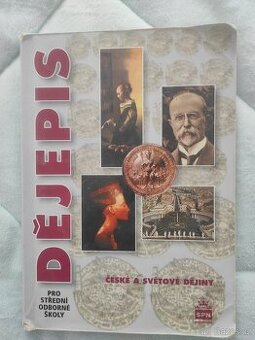 DĚJEPIS
PRO
STŘEDNÍ
ODBORNÉ
ŠKOLY
ČESKÉ A SVĚTOVÉ DĚJINY
SPN